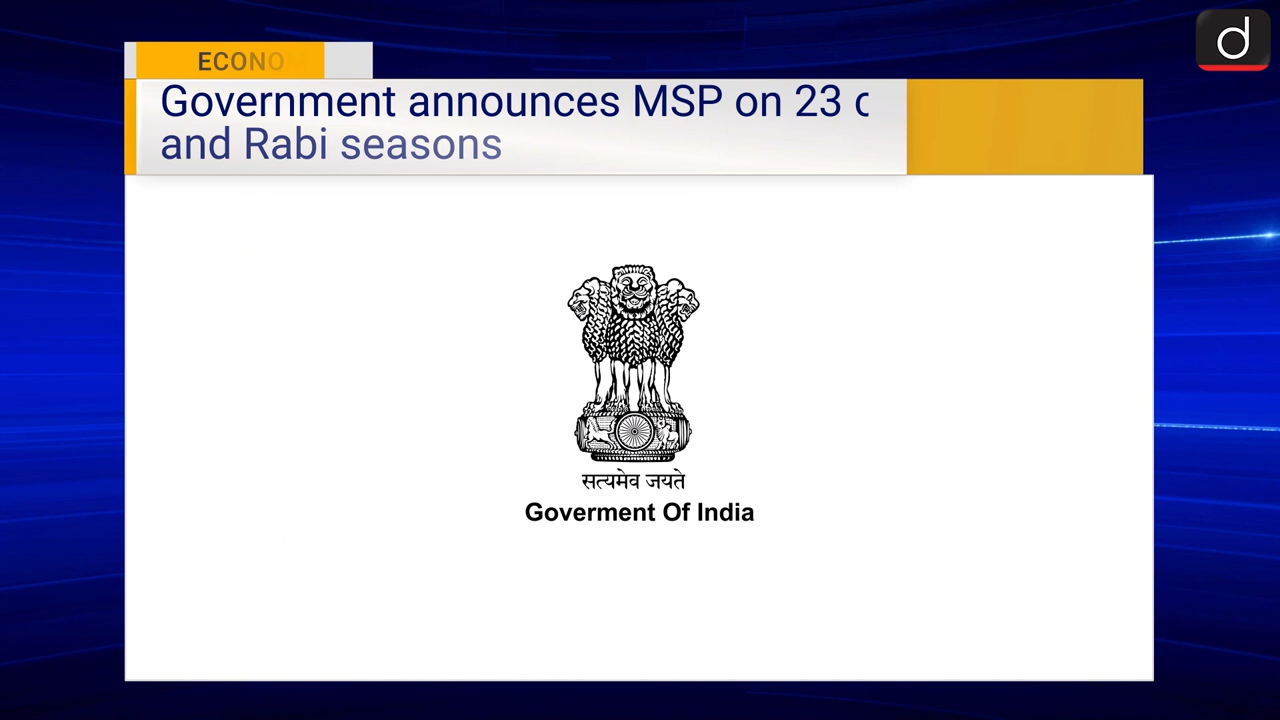 ECONO
Government announces MSP on 23 c
and Rabi seasons
सत्यमेव जयते
Goverment Of India
d